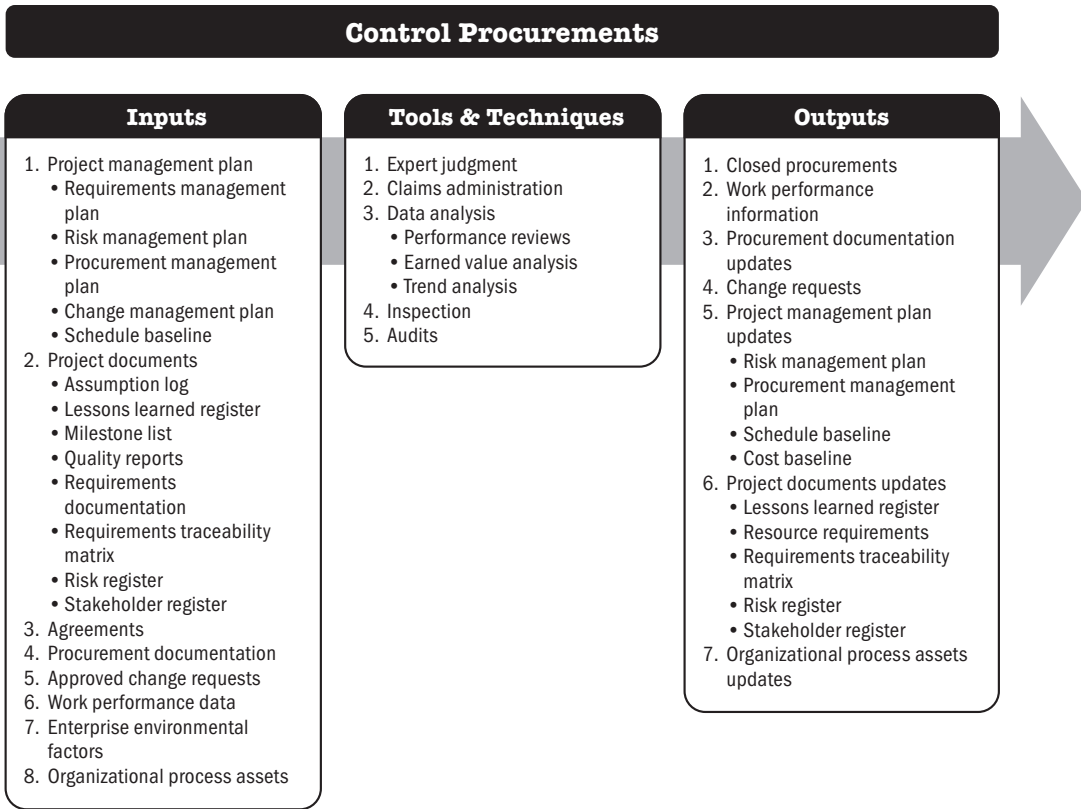 Control Procurements
Inputs
1. Project management plan
• Requirements management
plan
• Risk management plan
• Procurement management
plan
• Change management plan
• Schedule baseline
2. Project documents
• Assumption log
• Lessons learned register
• Milestone list
• Quality reports
• Requirements
documentation
• Requirements traceability
matrix
• Risk register
• Stakeholder register
3. Agreements
4. Procurement documentation
5. Approved change requests
6. Work performance data
7. Enterprise environmental
factors
8. Organizational process assets
Tools & Techniques
1. Expert judgment
2. Claims administration
3. Data analysis
• Performance reviews
• Earned value analysis
• Trend analysis
4. Inspection
5. Audits
Outputs
1. Closed procurements
2. Work performance
information
3. Procurement documentation
updates
4. Change requests
5. Project management plan
updates
• Risk management plan
• Procurement management
plan
• Schedule baseline
• Cost baseline
6. Project documents updates
• Lessons learned register
• Resource requirements
• Requirements traceability
matrix
• Risk register
• Stakeholder register
7. Organizational process assets
updates